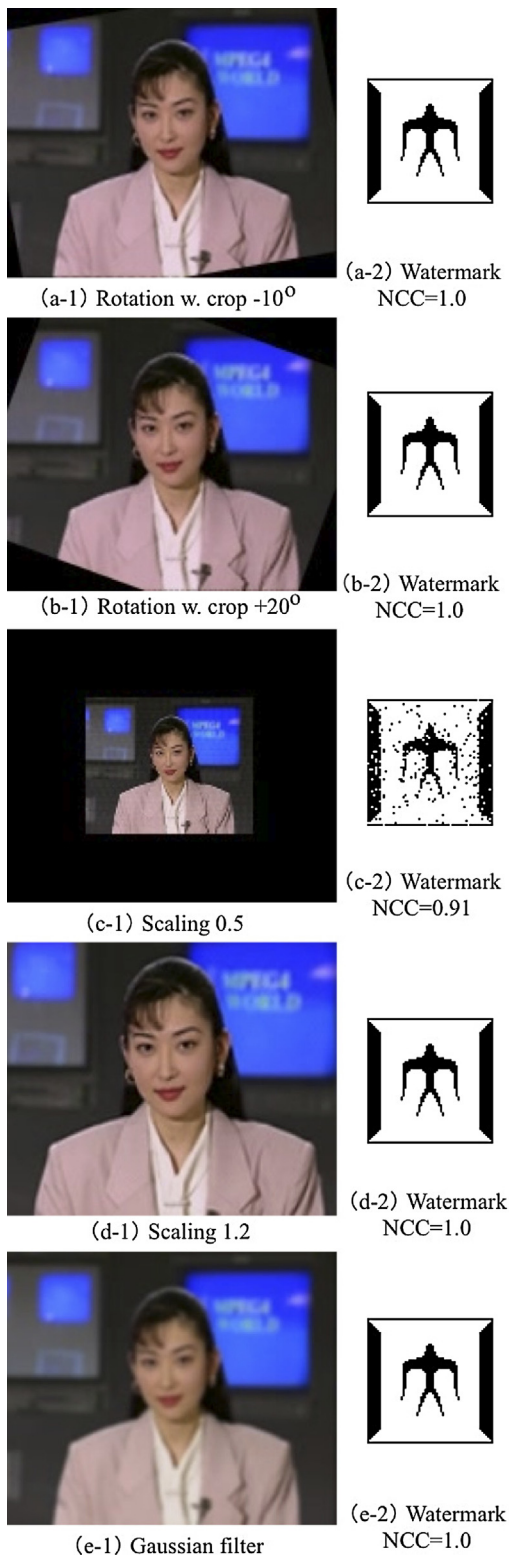 MPEG4
WORLD
(a-1) Rotation w. crop -10°
(a-2) Watermark
NCC=1.0
MPEG4
WORLD
(b-1) Rotation w. crop +20°
(b-2) Watermark
NCC=1.0
MPEG4
WORLD
(c-1) Scaling 0.5
(c-2) Watermark
NCC=0.91
MPEG4
WORLD
(d-1) Scaling 1.2
(d-2) Watermark
NCC=1.0
MPEG4
WORLD
(e-1) Gaussian filter
(e-2) Watermark
NCC=1.0